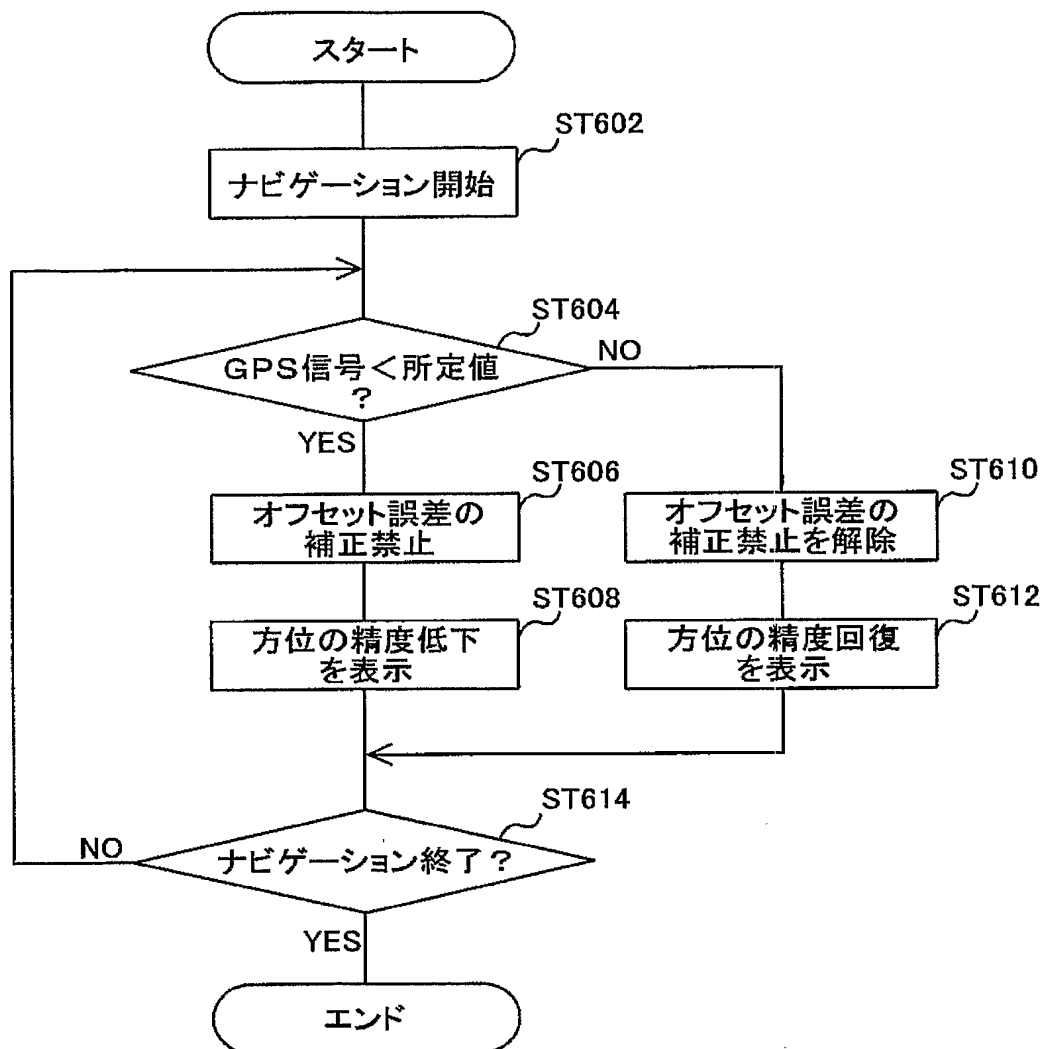 スタート
ST602
ナビゲーション開始
ST604
GPS信号<所定値
?
NO
YES
ST606
オフセット誤差の
補正禁止
ST610
オフセット誤差の
補正禁止を解除
ST608
方位の精度低下
を表示
ST612
方位の精度回復
を表示
ST614
ナビゲーション終了?
NO
YES
エンド